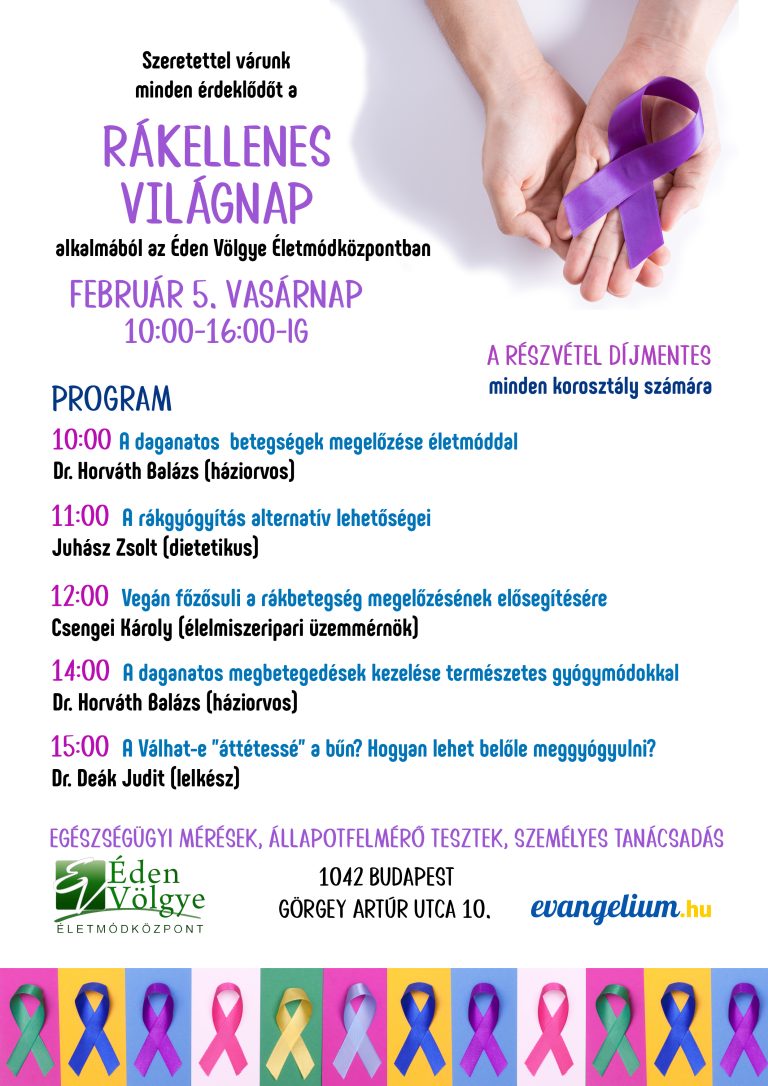 Szeretettel várunk
minden érdeklődőt a
RÁKELLENES
VILÁGNAP
alkalmából az Éden Völgye Életmódközpontban
FEBRUÁR 5. VASÁRNAP
10:00-16:00-IG
A RÉSZVÉTEL DÍJMENTES
minden korosztály számára
PROGRAM
10:00 A daganatos betegségek megelőzése életmóddal
Dr. Horváth Balázs (háziorvos)
11:00 A rákgyógyítás alternatív lehetőségei
Juhász Zsolt (dietetikus)
12:00 Vegán főzősuli a rákbetegség megelőzésének elősegítésére
Csengei Károly (élelmiszeripari üzemmérnök)
14:00 A daganatos megbetegedések kezelése természetes gyógymódokkal
Dr. Horváth Balázs (háziorvos)
15:00 A Válhat-e "áttétessé" a bűn? Hogyan lehet belőle meggyógyulni?
Dr. Deák Judit (lelkész)
EGÉSZSÉGÜGYI MÉRÉSEK, ÁLLAPOTFELMÉRŐ TESZTEK, SZEMÉLYES TANÁCSADÁS
Éden
Völgye
ÉLETMÓDKÖZPONT
1042 BUDAPEST
GÖRGEY ARTÚR UTCA 10.
evangelium.hu